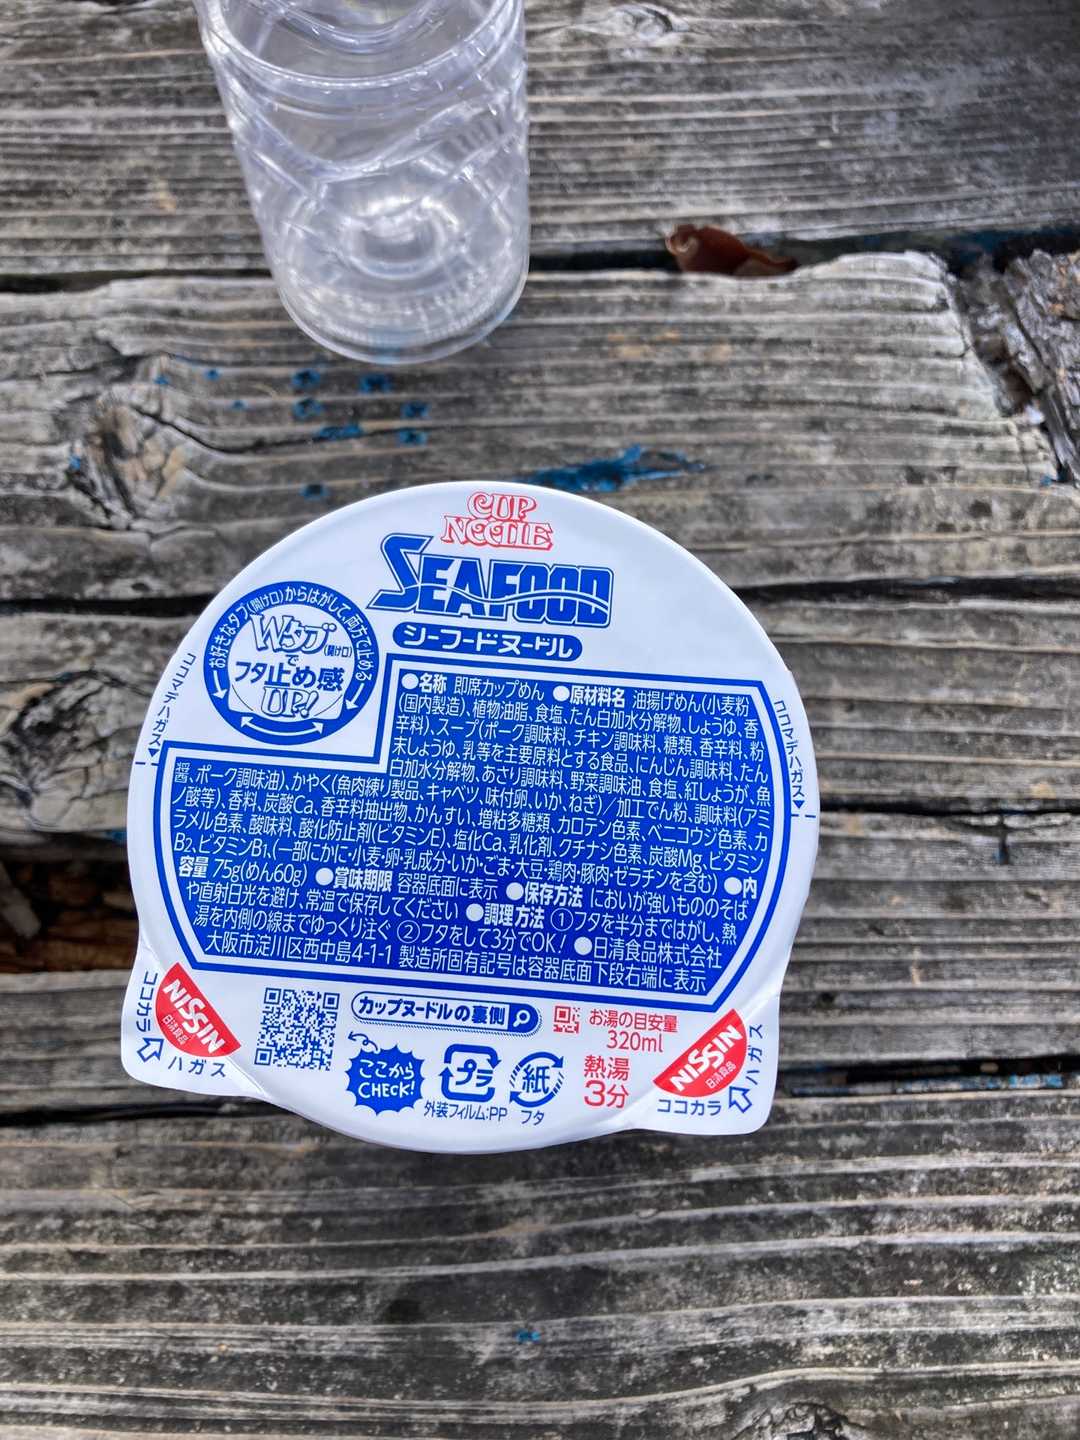 CUP
NOODLE
SEAFOOD
シーフードヌードル
お好きなタブ(開け口)からはがして、両方で止める
Wタブ(開け口)
で
フタ止め感
UP!
ココマデハガス
ココマデハガス
●名称 即席カップめん ●原材料名 油揚げめん(小麦粉
(国内製造)、植物油脂、食塩、たん白加水分解物、しょうゆ、香
辛料)、スープ(ポーク調味料、チキン調味料、糖類、香辛料、粉
末しょうゆ、乳等を主要原料とする食品、にんじん調味料、たん
白加水分解物、あさり調味料、野菜調味油、食塩、紅しょうが、魚
醤、ポーク調味油)、かやく(魚肉練り製品、キャベツ、味付卵、いか、ねぎ)/加工でん粉、調味料(アミ
ノ酸等)、香料、炭酸Ca、香辛料抽出物、かんすい、増粘多糖類、カロテン色素、ベニコウジ色素、カ
ラメル色素、酸味料、酸化防止剤(ビタミンE)、塩化Ca、乳化剤、クチナシ色素、炭酸Mg、ビタミン
B2、ビタミンB1、(一部にかに・小麦・卵・乳成分・いか・ごま・大豆・鶏肉・豚肉・ゼラチンを含む) ●内
容量 75g(めん60g) ●賞味期限 容器底面に表示 ●保存方法 においが強いもののそば
や直射日光を避け、常温で保存してください ●調理方法 ①フタを半分まではがし、熱
湯を内側の線までゆっくり注ぐ ②フタをして3分でOK! ●日清食品株式会社
大阪市淀川区西中島4-1-1 製造所固有記号は容器底面下段右端に表示
ココカラ
ハガス
NISSIN
日清食品
カップヌードルの裏側
ここから
CHECK!
プラ
外装フィルム:PP
紙
フタ
お湯の目安量
320ml
熱湯
3分
NISSIN
日清食品
ココカラ
ハガス